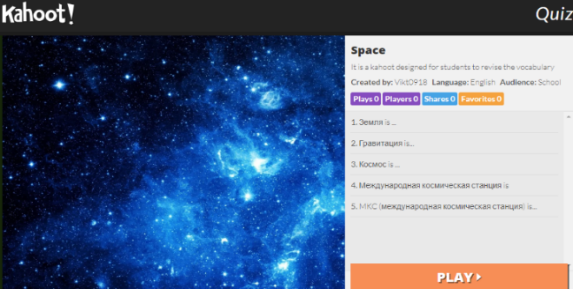 Kahoot!
Quiz
Space
It is a kahoot designed for students to revise the vocabulary
Created by: Vikt0918 Language: English Audience: School
Plays 0 Players 0 Shares 0 Favorites 0
1. Земля is ...
2. Гравитация is...
3. Космос is ...
4. Международная космическая станция is
5. МКС (международная космическая станция) is...
PLAY